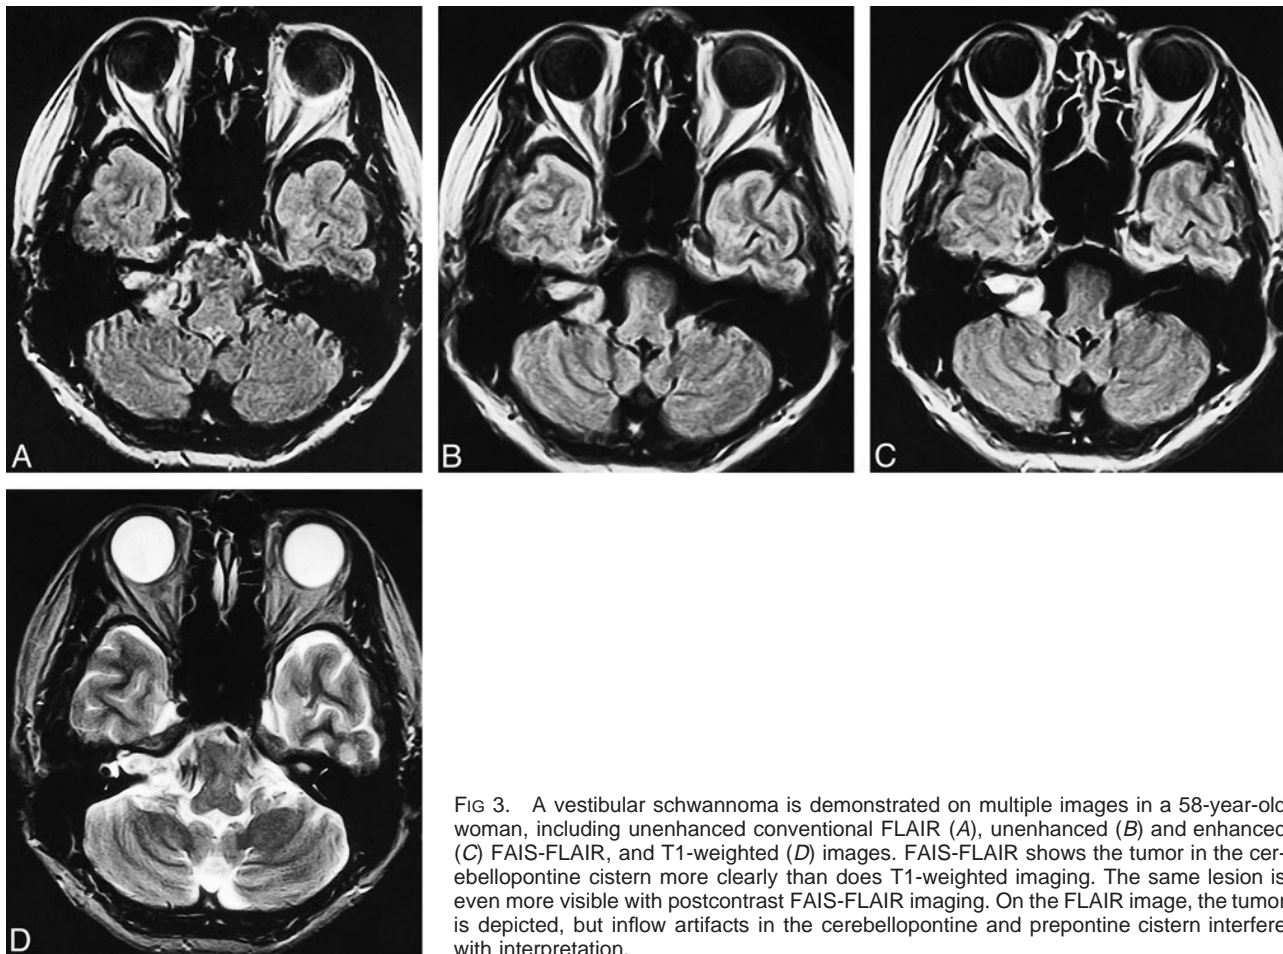 A
B
C
D
FIG 3. A vestibular schwannoma is demonstrated on multiple images in a 58-year-old
woman, including unenhanced conventional FLAIR (A), unenhanced (B) and enhanced
(C) FAIS-FLAIR, and T1-weighted (D) images. FAIS-FLAIR shows the tumor in the cer-
ebellopontine cistern more clearly than does T1-weighted imaging. The same lesion is
even more visible with postcontrast FAIS-FLAIR imaging. On the FLAIR image, the tumor
is depicted, but inflow artifacts in the cerebellopontine and prepontine cistern interfere
with interpretation.